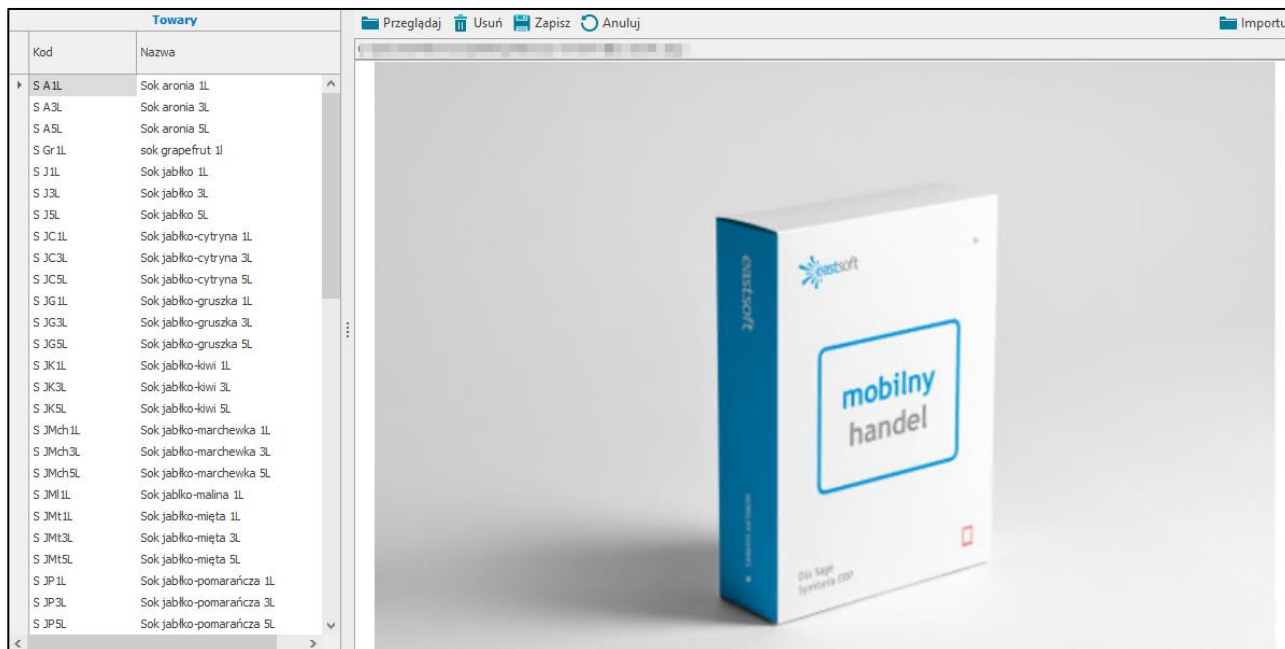 Towary
Przeglądaj Usuń Zapisz Anuluj Importu
Kod Nazwa
S A1L Sok aronia 1L
S A3L Sok aronia 3L
S A5L Sok aronia 5L
S Gr1L sok grapefrut 1l
S J1L Sok jabłko 1L
S J3L Sok jabłko 3L
S J5L Sok jabłko 5L
S JC1L Sok jabłko-cytryna 1L
S JC3L Sok jabłko-cytryna 3L
S JC5L Sok jabłko-cytryna 5L
S JG1L Sok jabłko-gruszka 1L
S JG3L Sok jabłko-gruszka 3L
S JG5L Sok jabłko-gruszka 5L
S JK1L Sok jabłko-kiwi 1L
S JK3L Sok jabłko-kiwi 3L
S JK5L Sok jabłko-kiwi 5L
S JMch1L Sok jabłko-marchewka 1L
S JMch3L Sok jabłko-marchewka 3L
S JMch5L Sok jabłko-marchewka 5L
S JMl1L Sok jablko-malina 1L
S JMt1L Sok jabłko-mięta 1L
S JMt3L Sok jabłko-mięta 3L
S JMt5L Sok jabłko-mięta 5L
S JP1L Sok jabłko-pomarańcza 1L
S JP3L Sok jabłko-pomarańcza 3L
S JP5L Sok jabłko-pomarańcza 5L
eastsoft
eastsoft
mobilny
handel
MOBILNY HANDEL
Dla Sage
Symfonia ERP